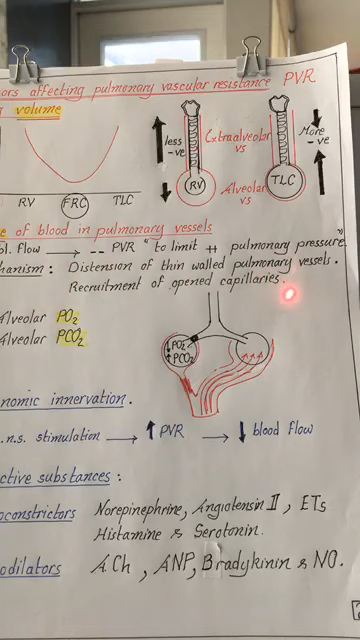 ors affecting pulmonary vascular resistance PVR
volume
less -ve
Extraalveolar vs
More -ve
RV
Alveolar vs
TLC
RV FRC TLC
e of blood in pulmonary vessels
bl. flow → -- PVR "to limit ++ pulmonary pressure
hanism : Distension of thin walled pulmonary vessels.
Recruitment of opened capillaries.
Alveolar PO2
Alveolar PCO2
↓PO2
↑PCO2
nomic innervation.
.n.s. stimulation → ↑ PVR → ↓ blood flow
ctive substances :
oconstrictors Norepinephrine, Angiotensin II, ETs
Histamine & Serotonin.
odilators A.Ch, ANP, Bradykinin & NO.